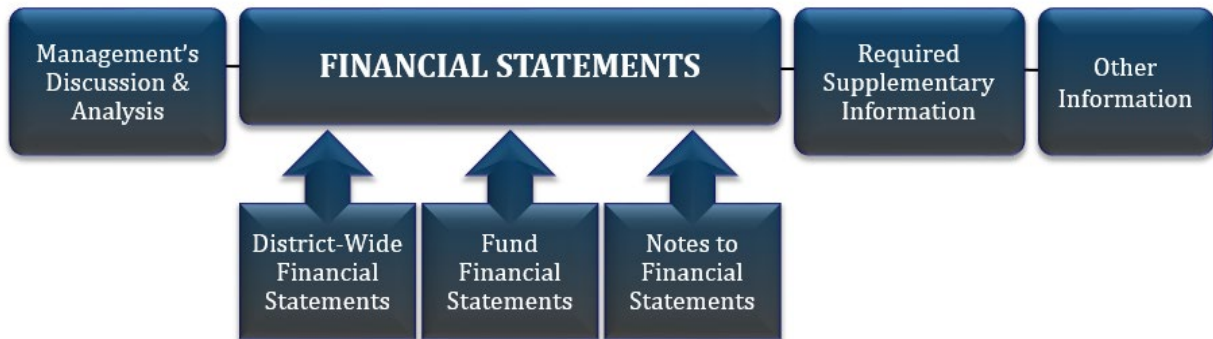 Management’s
Discussion &
Analysis
FINANCIAL STATEMENTS
Required
Supplementary
Information
Other
Information
District-Wide
Financial
Statements
Fund
Financial
Statements
Notes to
Financial
Statements